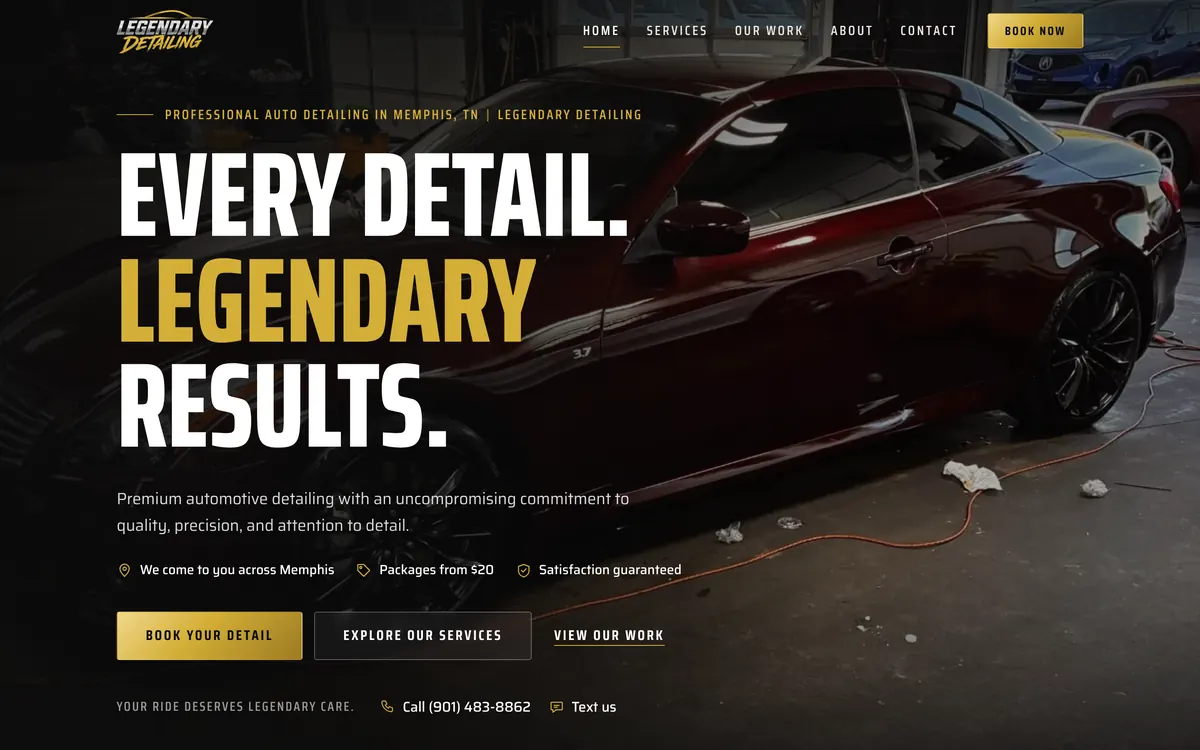 LEGENDARY
DETAILING
HOME
SERVICES
OUR WORK
ABOUT
CONTACT
BOOK NOW
PROFESSIONAL AUTO DETAILING IN MEMPHIS, TN | LEGENDARY DETAILING
EVERY DETAIL.
LEGENDARY
RESULTS.
3.7
Premium automotive detailing with an uncompromising commitment to
quality, precision, and attention to detail.
We come to you across Memphis
Packages from $20
Satisfaction guaranteed
BOOK YOUR DETAIL
EXPLORE OUR SERVICES
VIEW OUR WORK
YOUR RIDE DESERVES LEGENDARY CARE.
Call (901) 483-8862
Text us